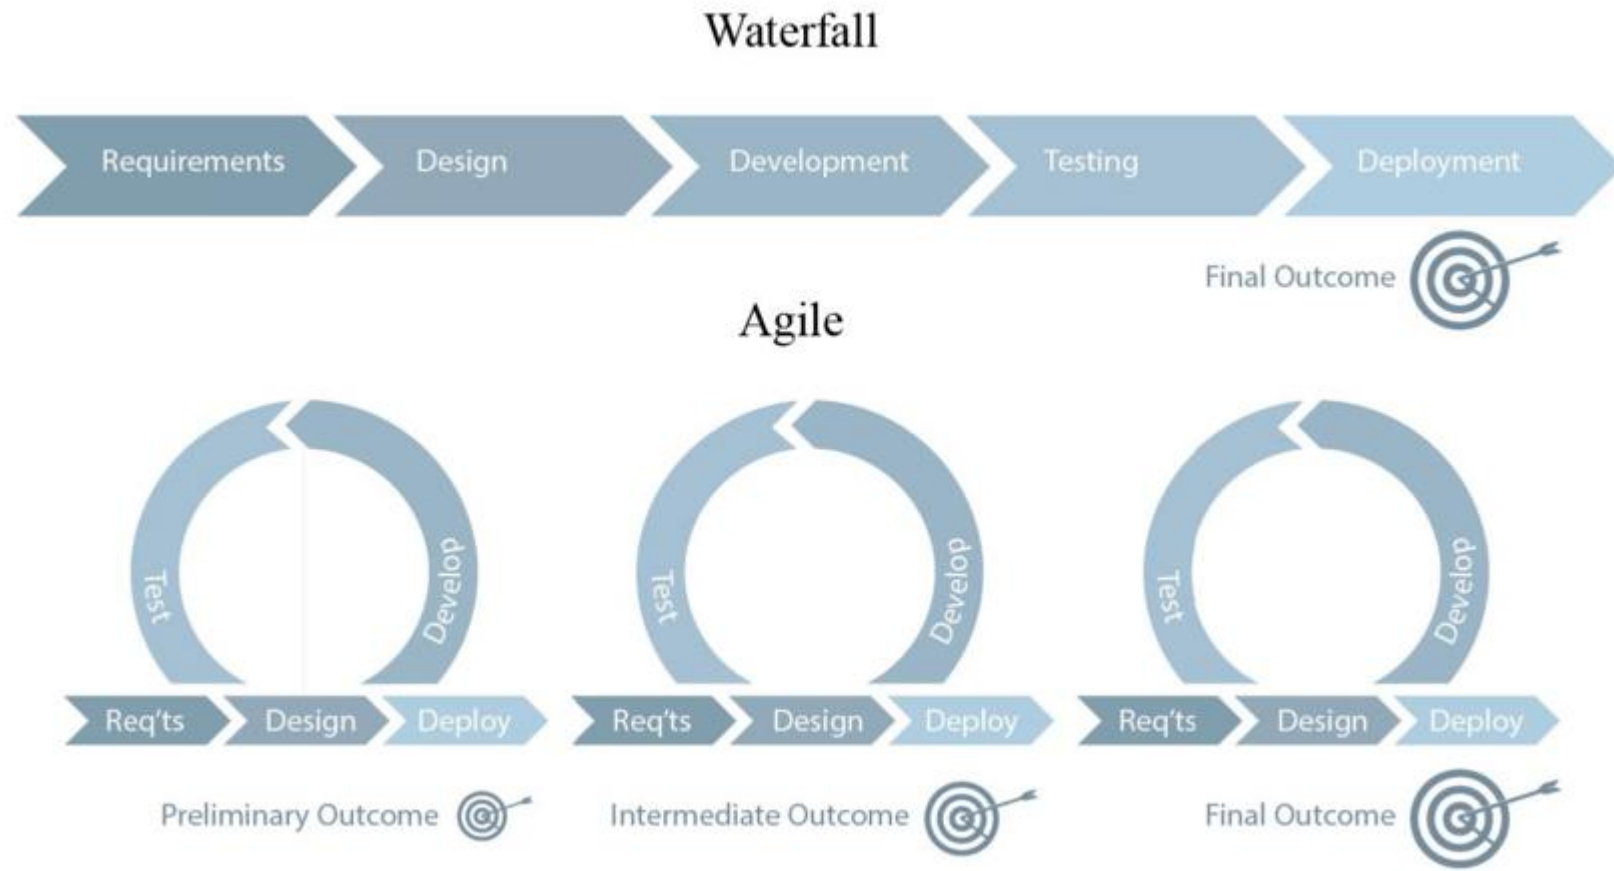 Waterfall
Requirements Design Development Testing Deployment
Final Outcome
Agile
Test Develop Test Develop Test Develop
Req'ts Design Deploy Req'ts Design Deploy Req'ts Design Deploy
Preliminary Outcome Intermediate Outcome Final Outcome